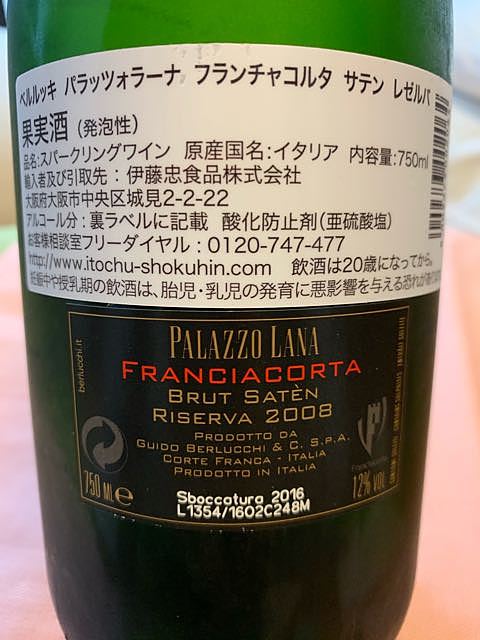 ベルルッキ パラッツォラーナ フランチャコルタ サテン レゼルバ
果実酒 (発泡性)
品名:スパークリングワイン 原産国名:イタリア 内容量:750ml
輸入者及び引取先:伊藤忠食品株式会社
大阪府大阪市中央区城見2-2-22
アルコール分:裏ラベルに記載 酸化防止剤(亜硫酸塩)
お客様相談室フリーダイヤル:0120-747-477
http://www.itochu-shokuhin.com 飲酒は20歳になってから。
妊娠中や授乳期の飲酒は、胎児・乳児の発育に悪影響を与える恐れが
berlucchi.it
PALAZZO LANA
FRANCIACORTA
BRUT SATÈN
RISERVA 2008
PRODOTTO DA
GUIDO BERLUCCHI & C. S.P.A.
CORTE FRANCA - ITALIA
PRODOTTO IN ITALIA
750 ML e
Sboccatura 2016
L1354/1602C248M
Franciacorta
12% VOL